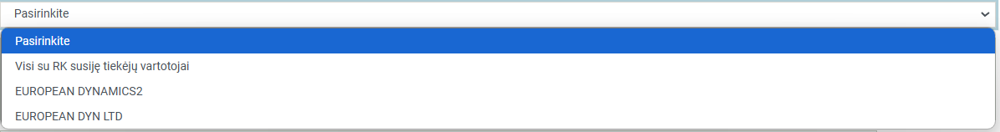 Pasirinkite
Pasirinkite
Visi su RK susiję tiekėjų vartotojai
EUROPEAN DYNAMICS2
EUROPEAN DYN LTD